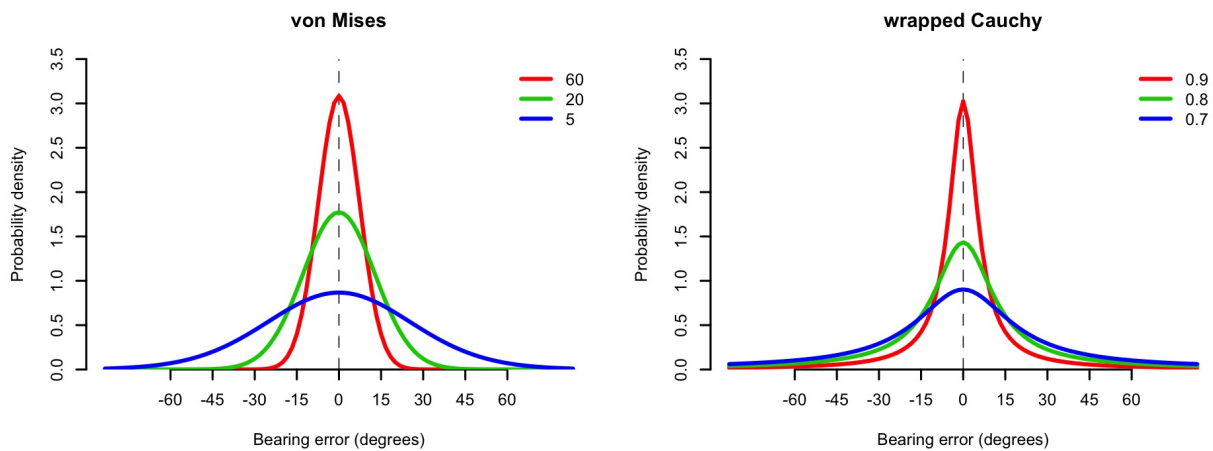 von Mises
Probability density
3.5
3.0
2.5
2.0
1.5
1.0
0.5
0.0
60
20
5
-60 -45 -30 -15 0 15 30 45 60
Bearing error (degrees)
wrapped Cauchy
Probability density
3.5
3.0
2.5
2.0
1.5
1.0
0.5
0.0
0.9
0.8
0.7
-60 -45 -30 -15 0 15 30 45 60
Bearing error (degrees)